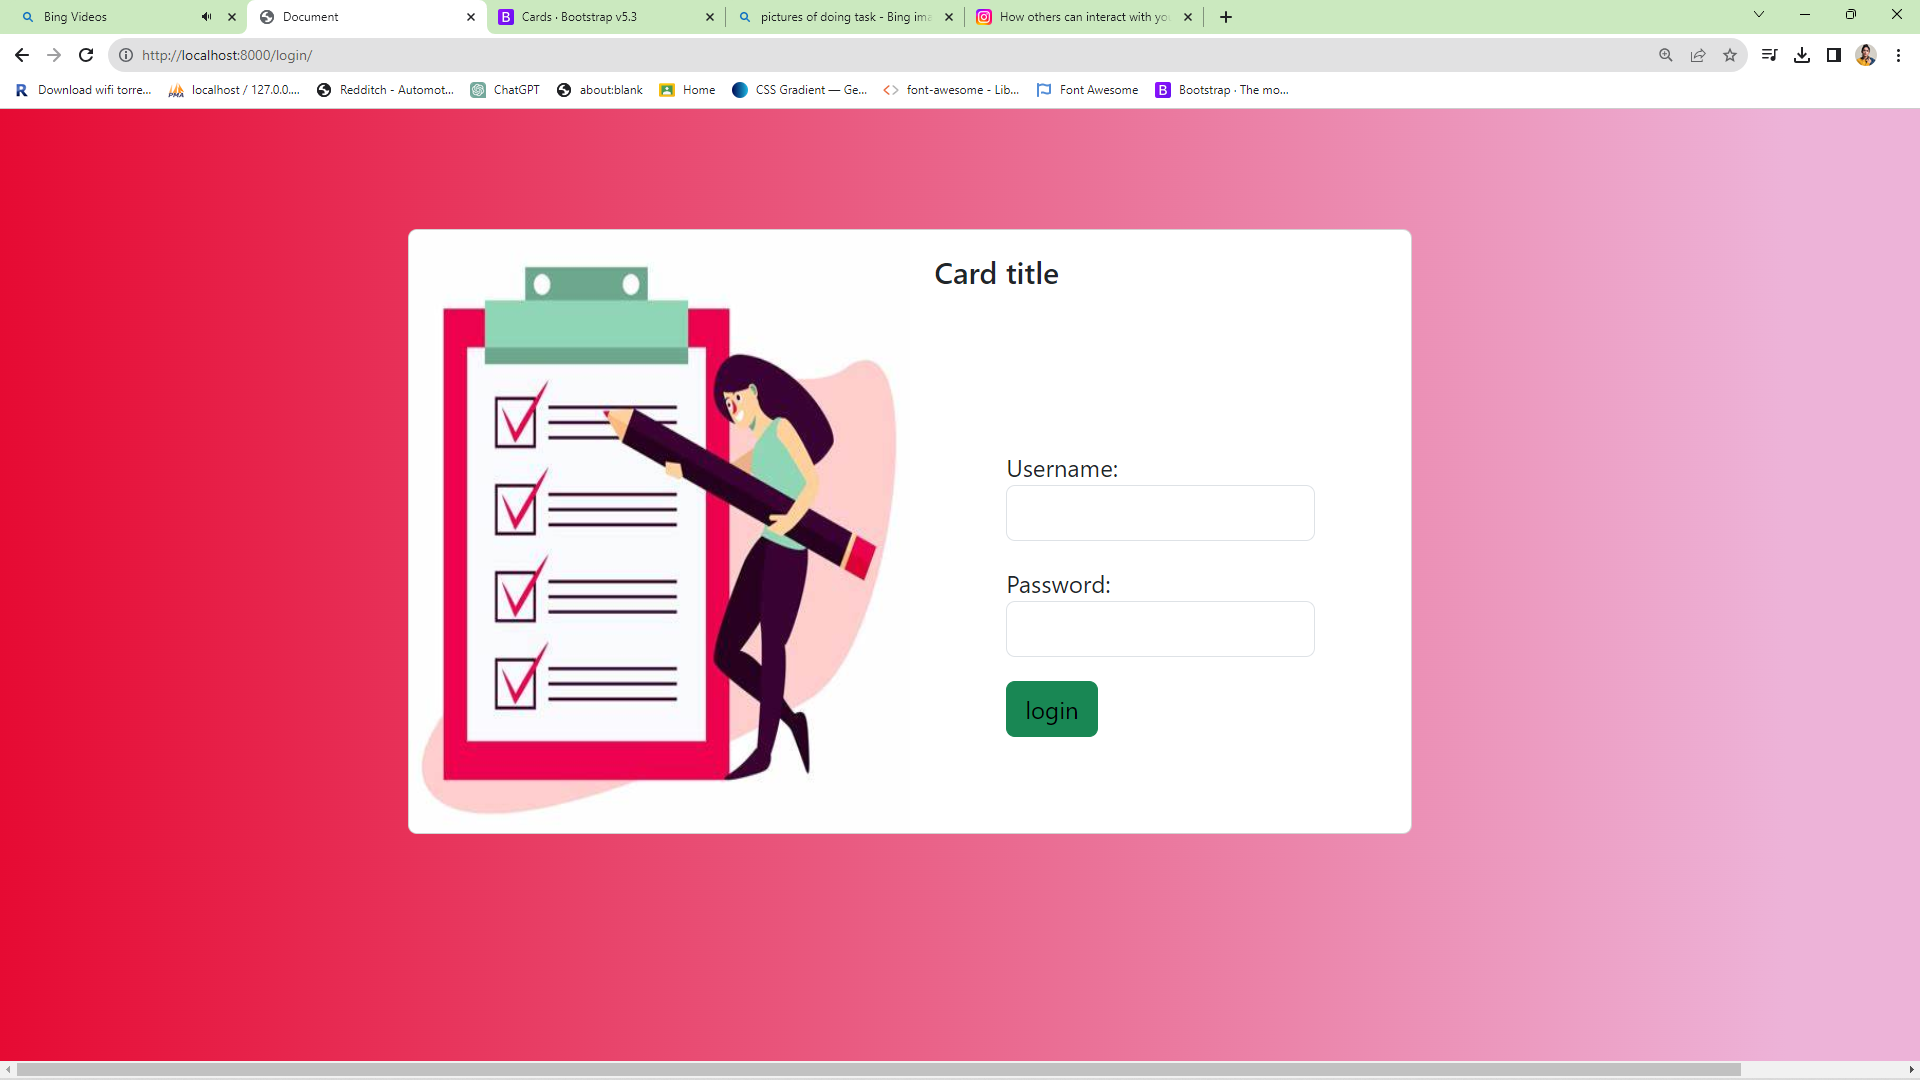 Bing Videos
Document
Cards · Bootstrap v5.3
pictures of doing task - Bing ima
How others can interact with you
http://localhost:8000/login/
Download wifi torre...
localhost / 127.0.0....
Redditch - Automot...
ChatGPT
about:blank
Home
CSS Gradient — Ge...
font-awesome - Lib...
Font Awesome
Bootstrap · The mo...
Card title
Username:
Password:
login